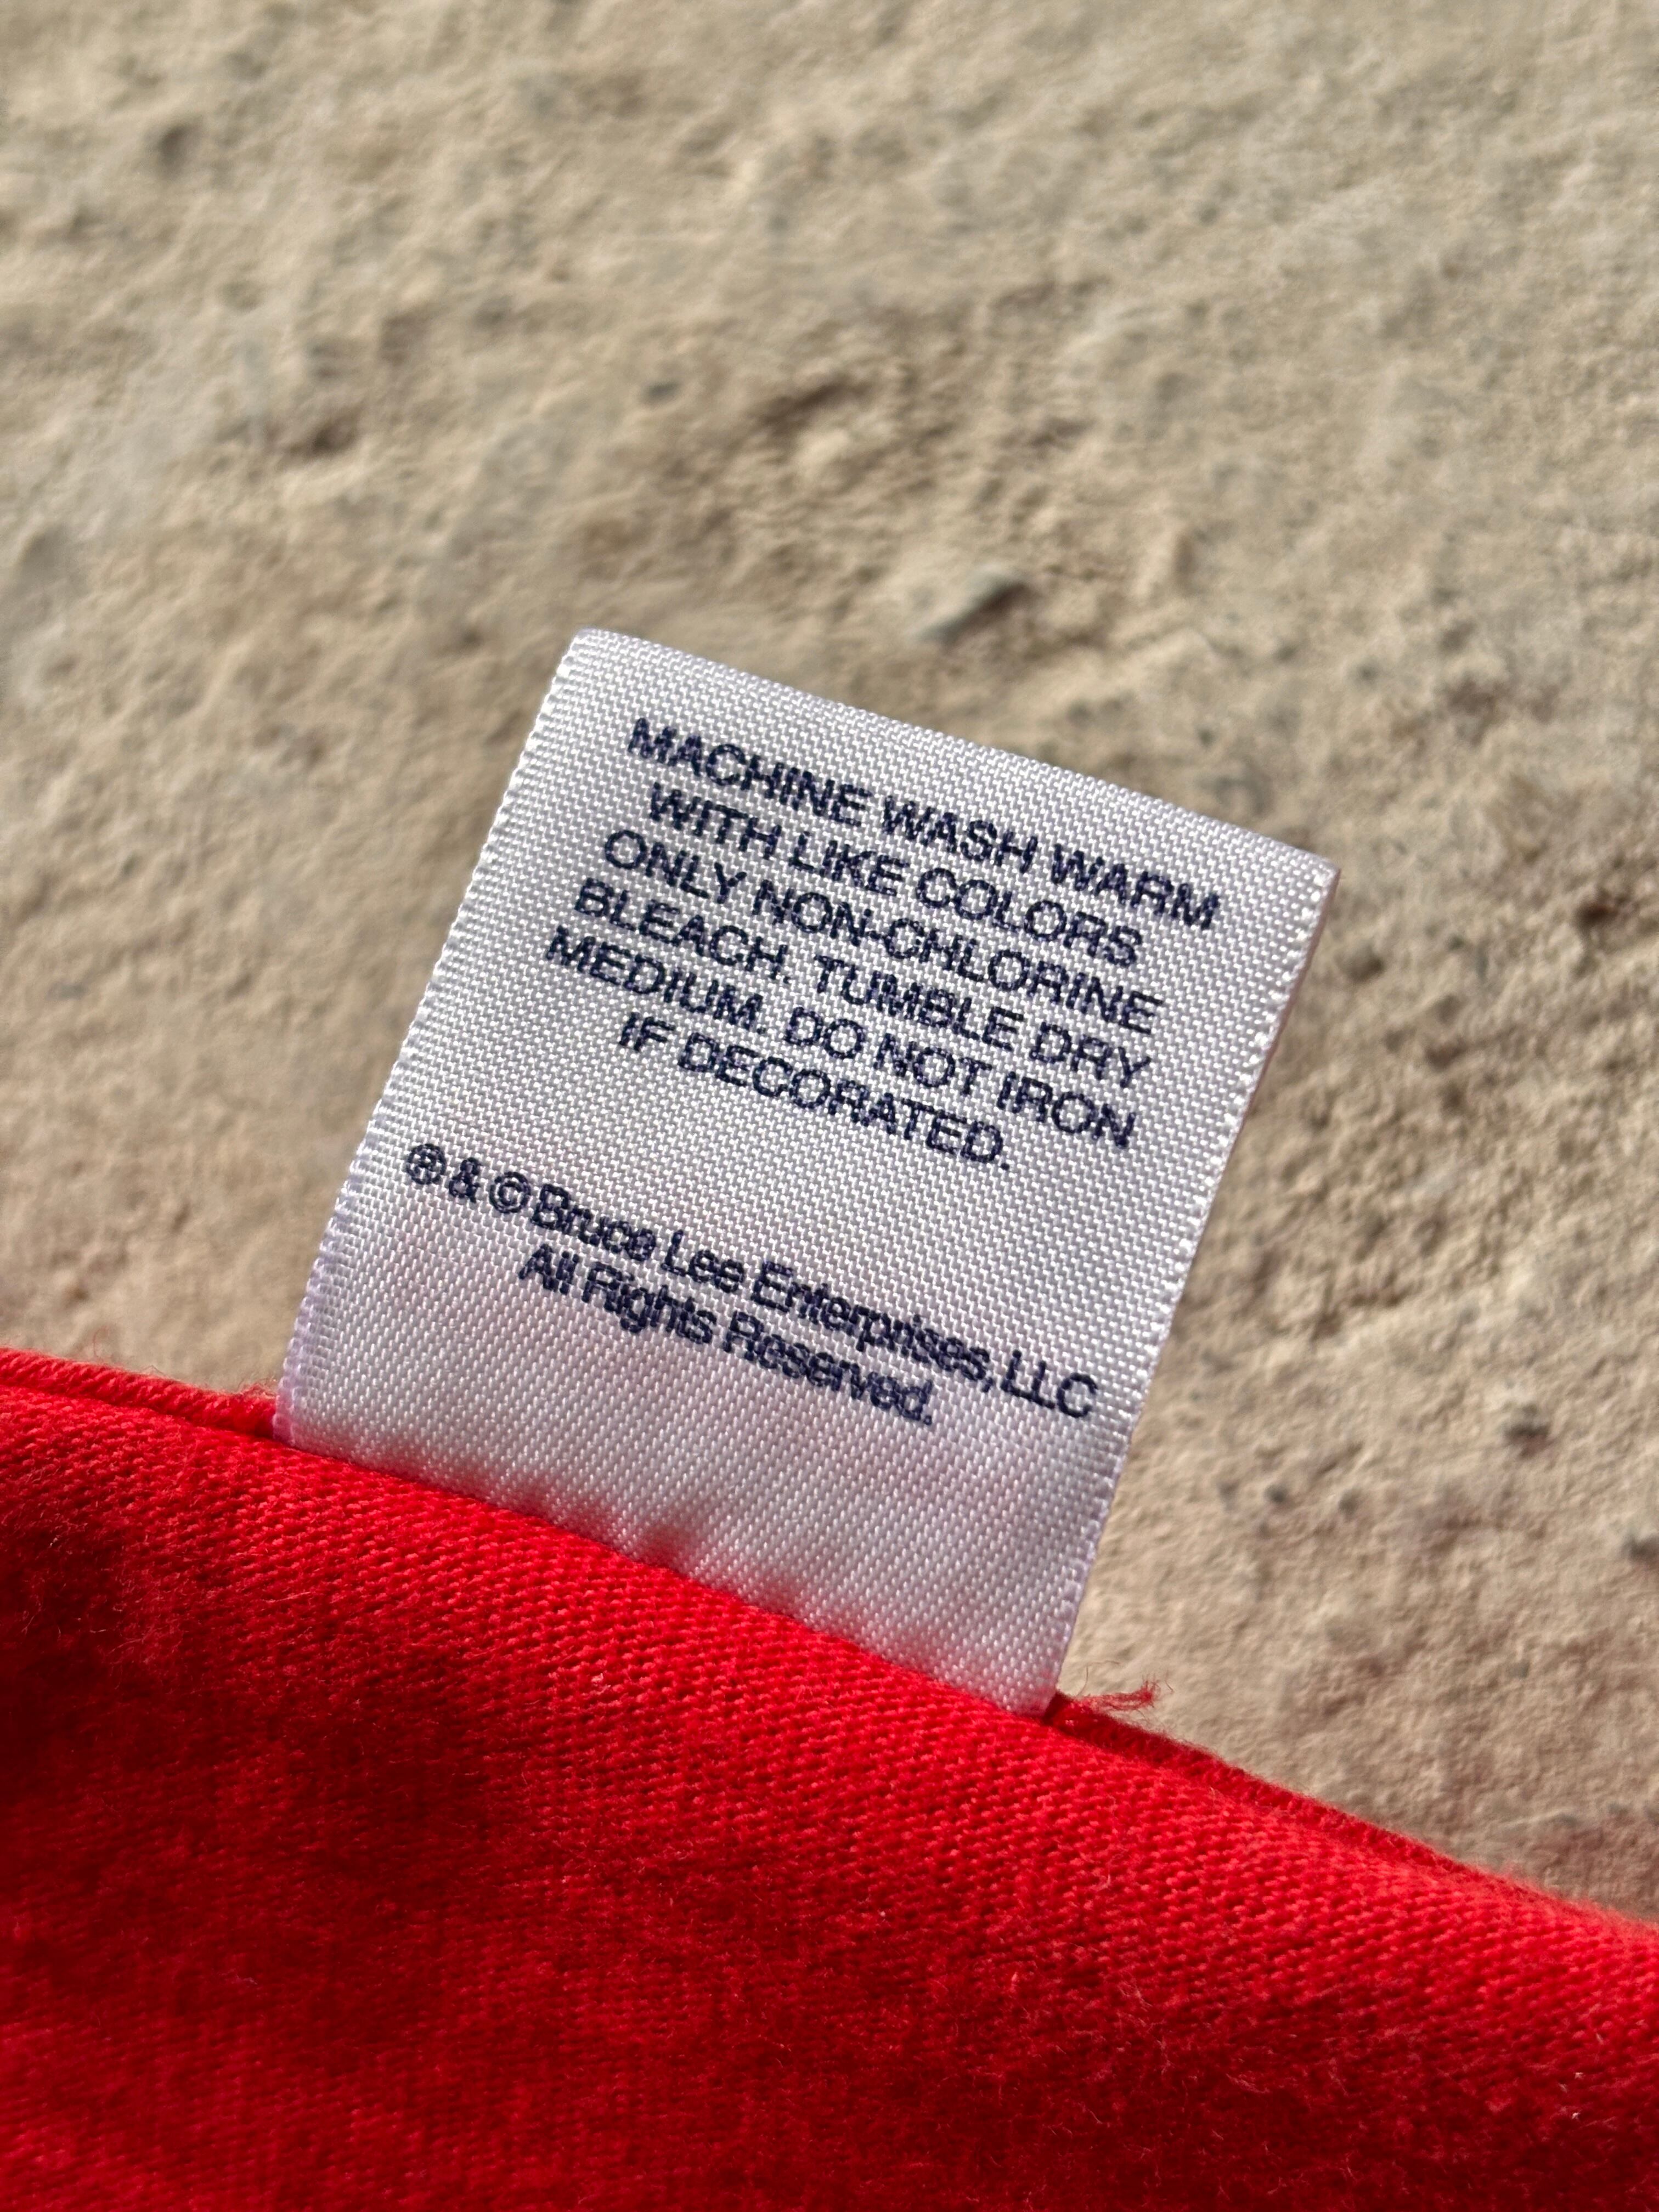 MACHINE WASH WARM
WITH LIKE COLORS
ONLY NON-CHLORINE
BLEACH. TUMBLE DRY
MEDIUM. DO NOT IRON
IF DECORATED.
® & © Bruce Lee Enterprises, LLC
All Rights Reserved.